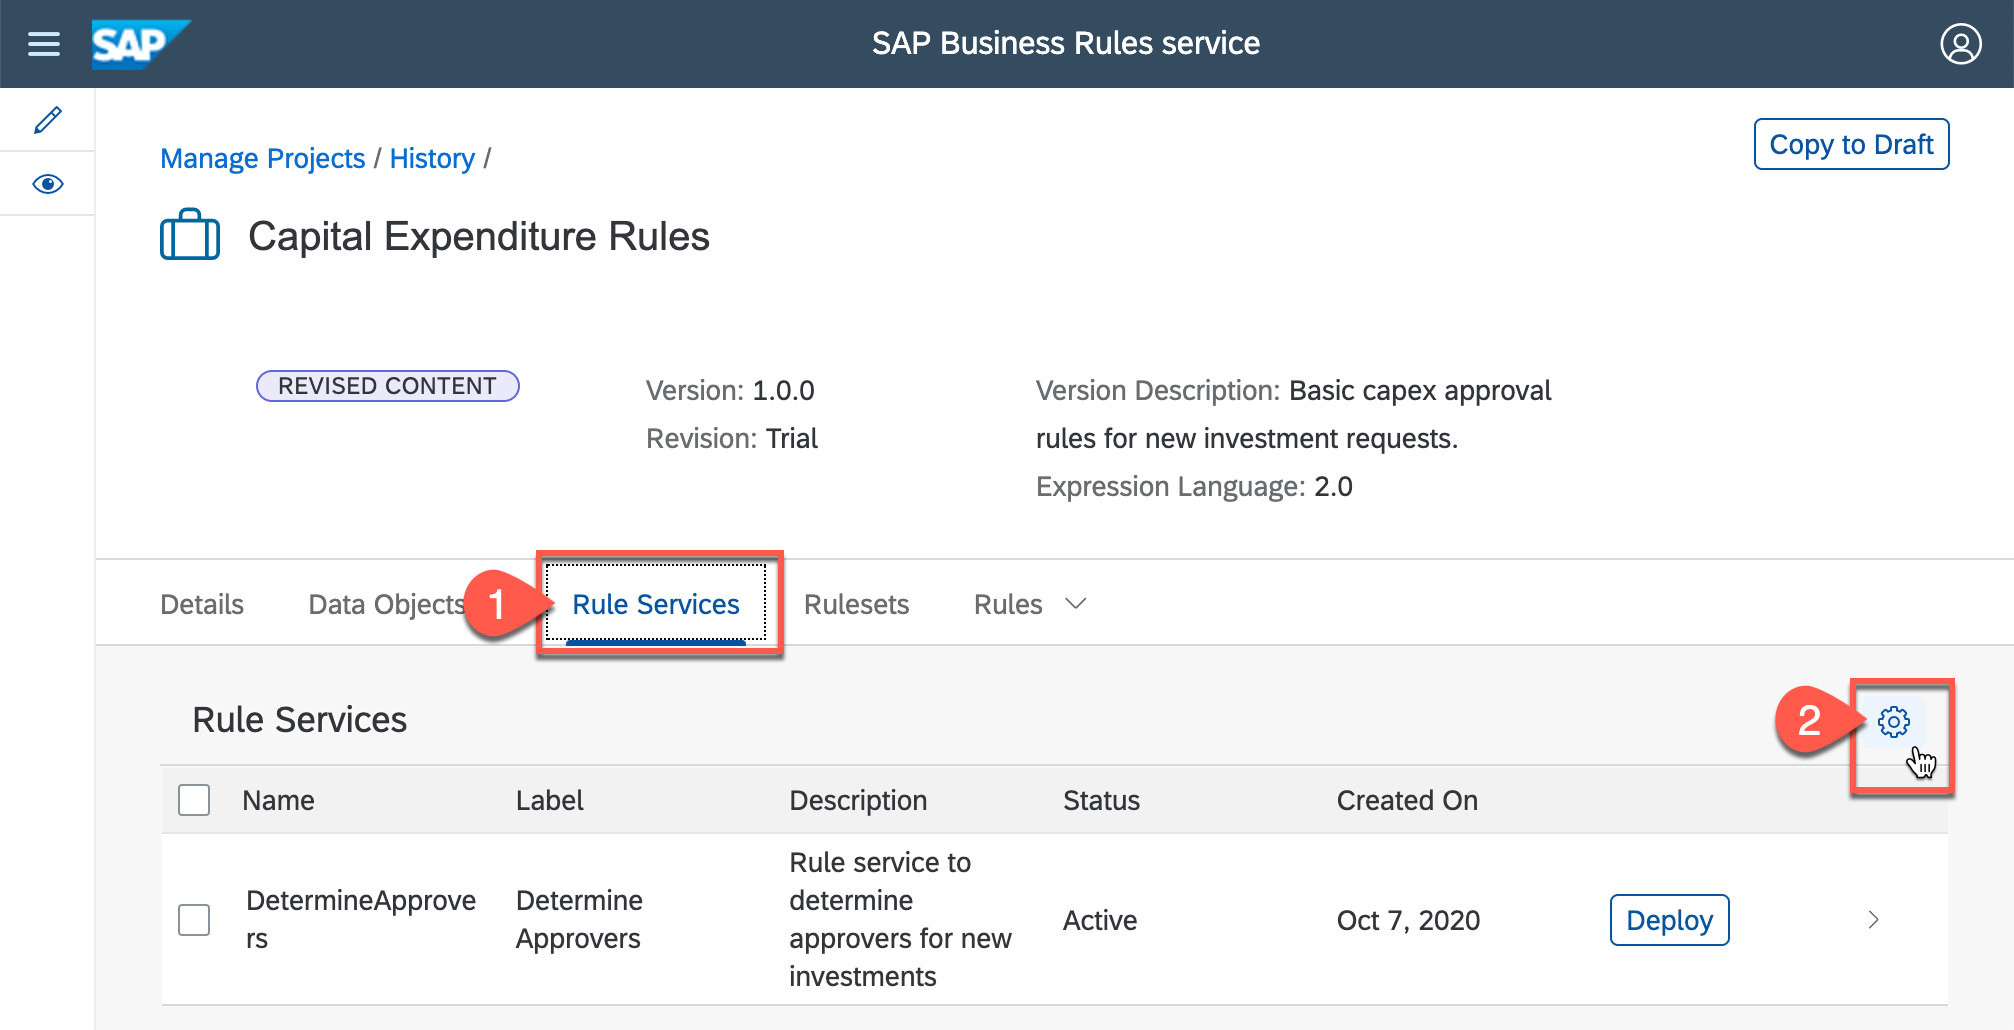 SAP
SAP Business Rules service
Manage Projects / History /
Copy to Draft
Capital Expenditure Rules
REVISED CONTENT
Version: 1.0.0
Revision: Trial
Version Description: Basic capex approval
rules for new investment requests.
Expression Language: 2.0
Details
Data Objects
1
Rule Services
Rulesets
Rules
Rule Services
2
Name
Label
Description
Status
Created On
DetermineApprove
rs
Determine
Approvers
Rule service to
determine
approvers for new
investments
Active
Oct 7, 2020
Deploy